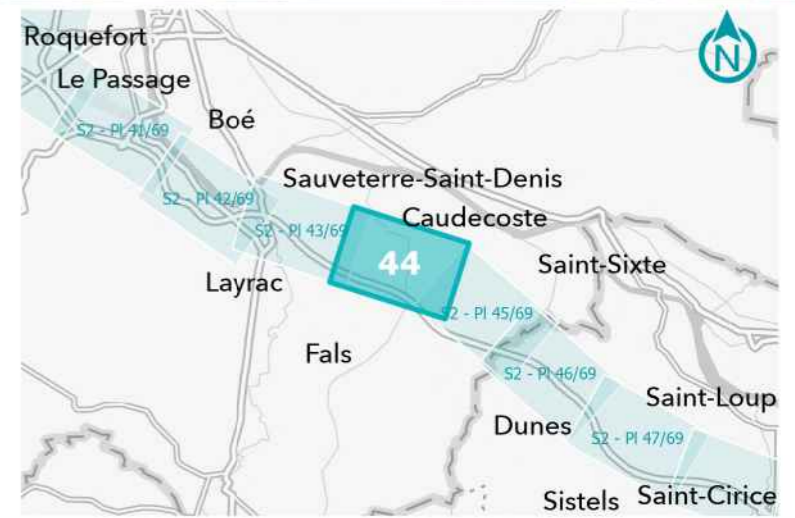 Roquefort
N
Le Passage
S2 - Pl 41/69
Boé
Sauveterre-Saint-Denis
S2 - Pl 42/69
Caudecoste
S2 - Pl 43/69
44
Saint-Sixte
Layrac
S2 - Pl 45/69
Fals
S2 - Pl 46/69
Saint-Loup
Dunes
S2 - Pl 47/69
Sistels
Saint-Cirice